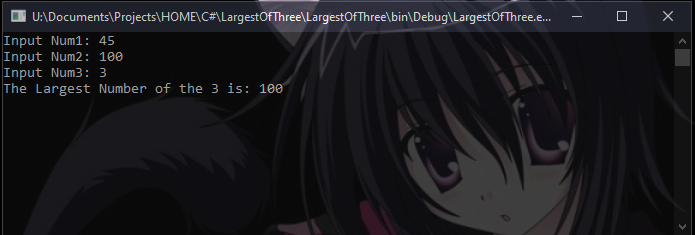 U:\Documents\Projects\HOME\C#\LargestOfThree\LargestOfThree\bin\Debug\LargestOfThree.e...
Input Num1: 45
Input Num2: 100
Input Num3: 3
The Largest Number of the 3 is: 100